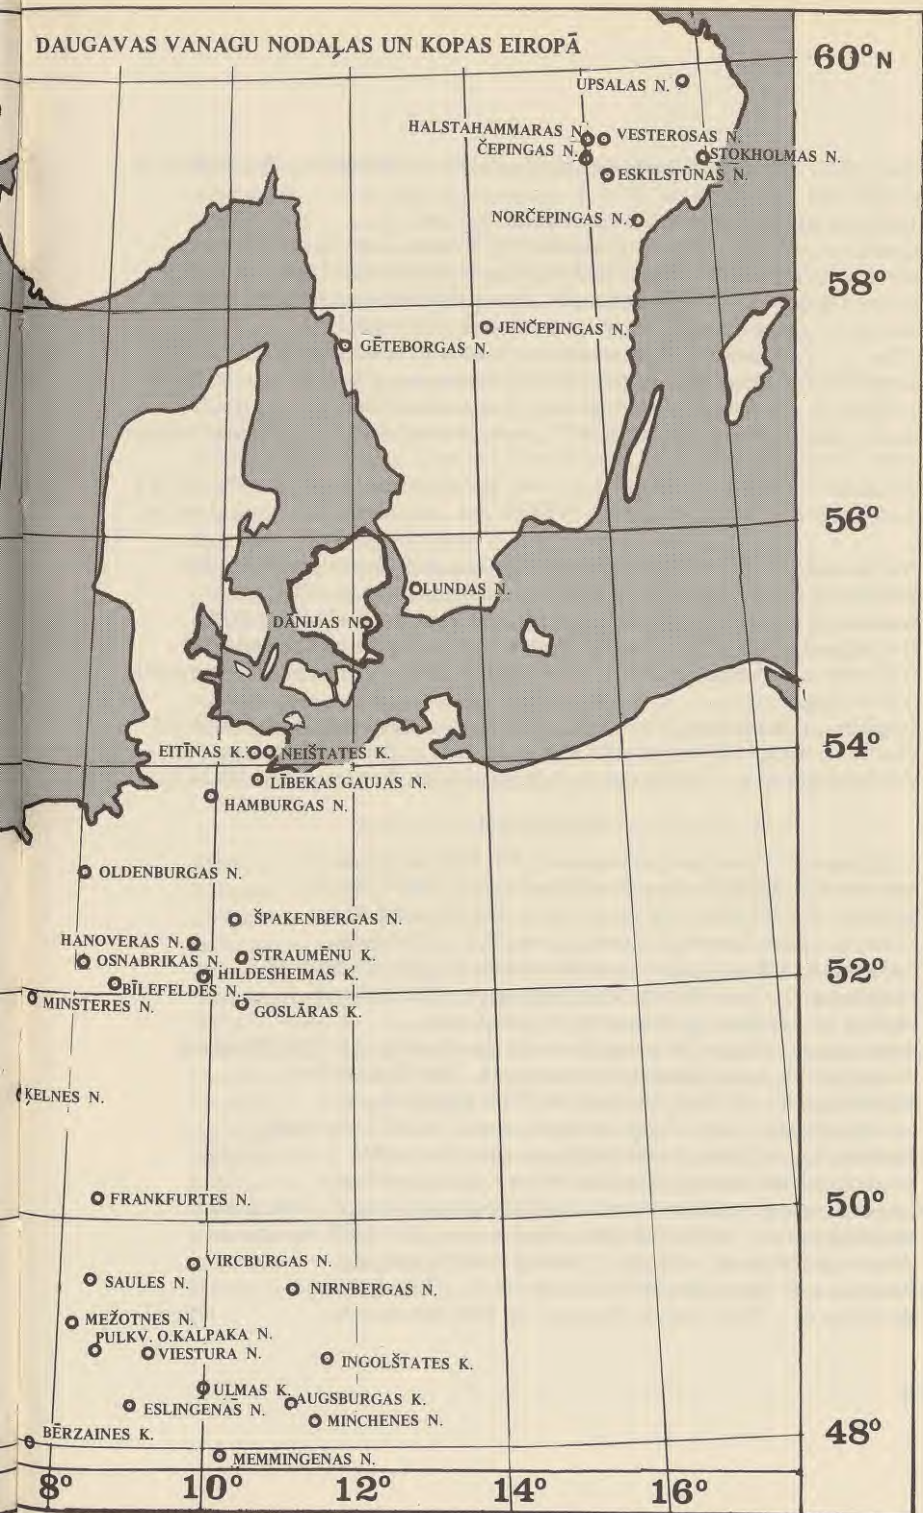 DAUGAVAS VANAGU NODAĻAS UN KOPAS EIROPĀ
60° N
UPSALAS N.
HALSTAHAMMARAS N.
VESTEROSAS N.
ČEPINGAS N.
STOKHOLMAS N.
ESKILSTŪNAS N.
NORČEPINGAS N.
58°
JENČEPINGAS N.
GĒTEBORGAS N.
56°
LUNDAS N.
DĀNIJAS N.
54°
EITĪNAS K.
NEIŠTATES K.
LĪBEKAS GAUJAS N.
HAMBURGAS N.
OLDENBURGAS N.
ŠPAKENBERGAS N.
HANOVERAS N.
STRAUMĒNU K.
OSNABRIKAS N.
52°
HILDESHEIMAS K.
BĪLEFELDES N.
MINSTERES N.
GOSLĀRAS K.
ĶELNES N.
FRANKFURTES N.
50°
VIRCBURGAS N.
SAULES N.
NIRNBERGAS N.
MEŽOTNES N.
PULKV. O.KALPAKA N.
VIESTURA N.
INGOLŠTATES K.
ULMAS K.
AUGSBURGAS K.
ESLINGENAS N.
MINCHENES N.
BĒRZAINES K.
48°
MEMMINGENAS N.
8° 10° 12° 14° 16°